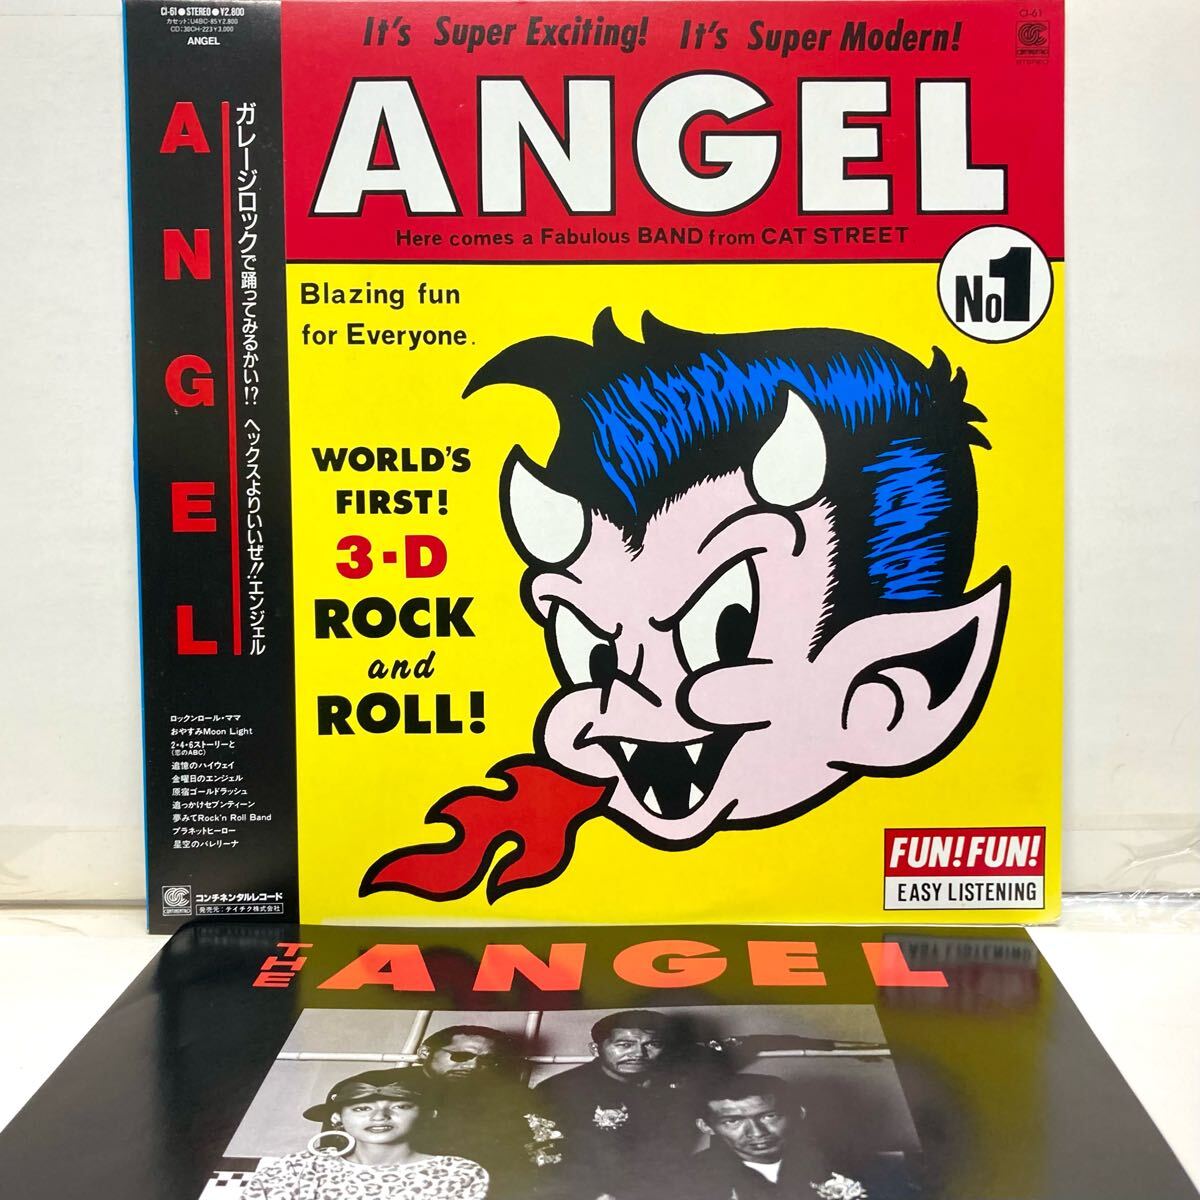 CI-61●STEREO●¥2.800
カセット:U4BC-85¥2.800
CD:30CH-223¥3,000
ANGEL
ANGEL
ガレージロックで踊ってみるかい!? ヘックスよりいいぜ!!エンジェル
ロックンロール・ママ
おやすみMoon Light
2・4・6ストーリーと
(恋のABC)
追憶のハイウェイ
金曜日のエンジェル
原宿ゴールドラッシュ
追っかけセブンティーン
夢みてRock'n Roll Band
プラネットヒーロー
星空のバレリーナ
CONTINENTAL
コンチネンタルレコード
発売元:テイチク株式会社
It's Super Exciting! It's Super Modern!
CI-61
CONTINENTAL
STEREO
ANGEL
Here comes a Fabulous BAND from CAT STREET
No1
Blazing fun
for Everyone.
WORLD'S
FIRST!
3-D
ROCK
and
ROLL!
FUN!FUN!
EASY LISTENING
THE ANGEL